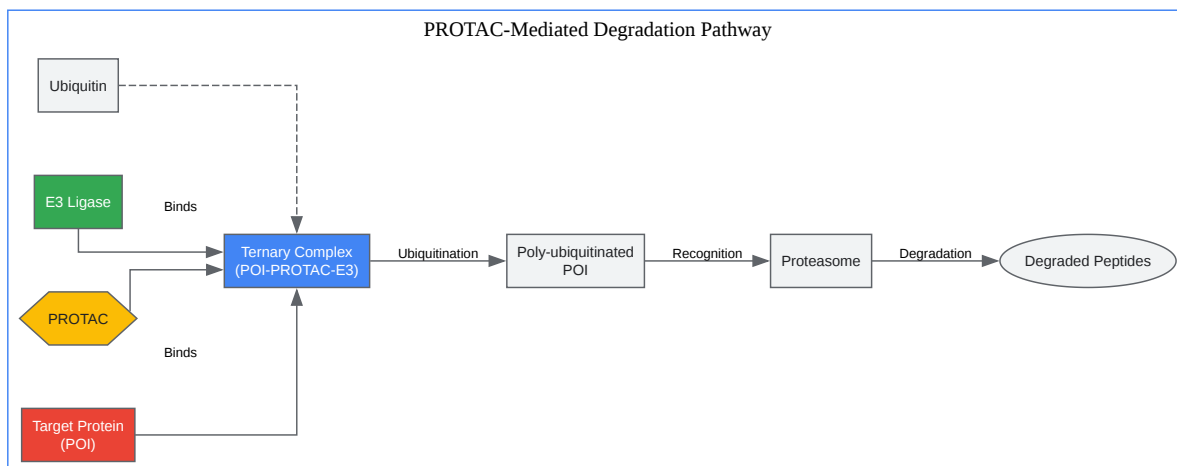 PROTAC-Mediated Degradation Pathway
Ubiquitin
E3 Ligase
Binds
Ternary Complex
(POI-PROTAC-E3)
Ubiquitination
Poly-ubiquitinated
POI
Recognition
Proteasome
Degradation
Degraded Peptides
PROTAC
Binds
Target Protein
(POI)